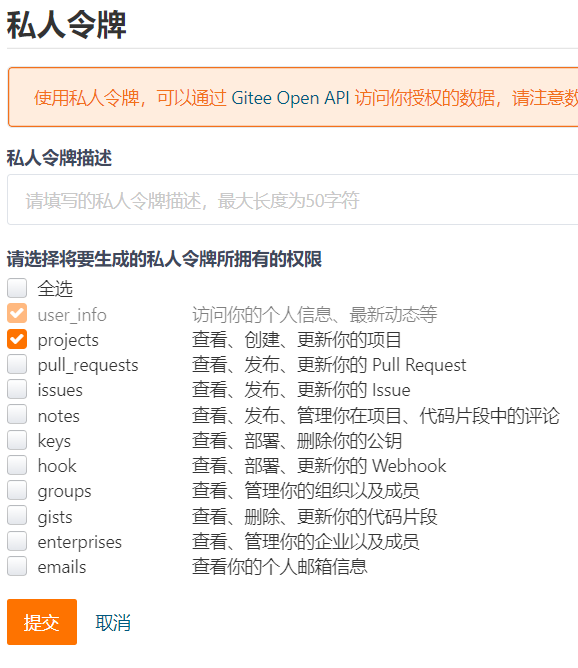 私人令牌
使用私人令牌，可以通过 Gitee Open API 访问你授权的数据，请注意数
私人令牌描述
请填写的私人令牌描述，最大长度为50字符
请选择将要生成的私人令牌所拥有的权限
全选
user_info 访问你的个人信息、最新动态等
projects 查看、创建、更新你的项目
pull_requests 查看、发布、更新你的 Pull Request
issues 查看、发布、更新你的 Issue
notes 查看、发布、管理你在项目、代码片段中的评论
keys 查看、部署、删除你的公钥
hook 查看、部署、更新你的 Webhook
groups 查看、管理你的组织以及成员
gists 查看、删除、更新你的代码片段
enterprises 查看、管理你的企业以及成员
emails 查看你的个人邮箱信息
提交 取消